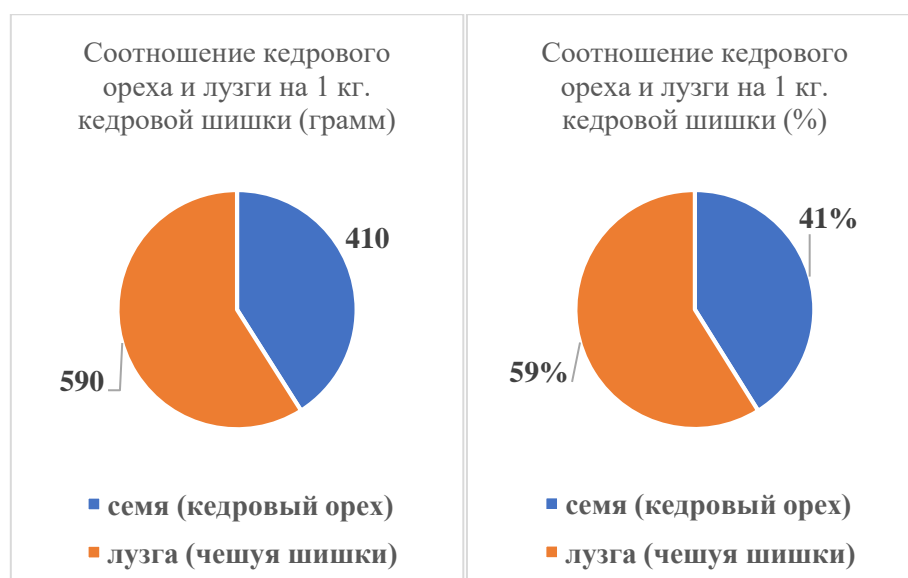 Соотношение кедрового
ореха и лузги на 1 кг.
кедровой шишки (грамм)
410
590
семя (кедровый орех)
лузга (чешуя шишки)
Соотношение кедрового
ореха и лузги на 1 кг.
кедровой шишки (%)
41%
59%
семя (кедровый орех)
лузга (чешуя шишки)